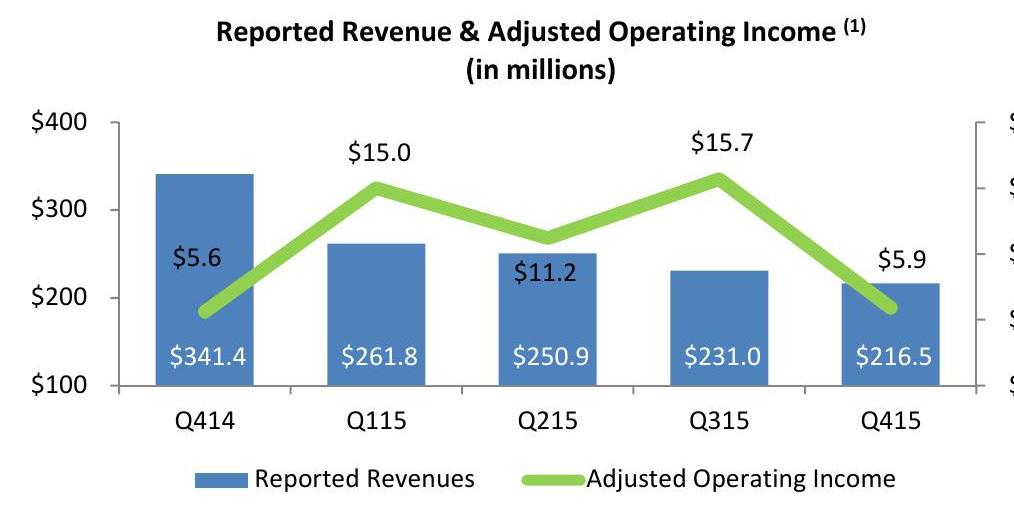 Reported Revenue & Adjusted Operating Income (1)
(in millions)
$400
$300
$200
$100
$5.6
$15.0
$11.2
$15.7
$5.9
$341.4
$261.8
$250.9
$231.0
$216.5
$
$
$
$
$
Q414
Q115
Q215
Q315
Q415
Reported Revenues
Adjusted Operating Income